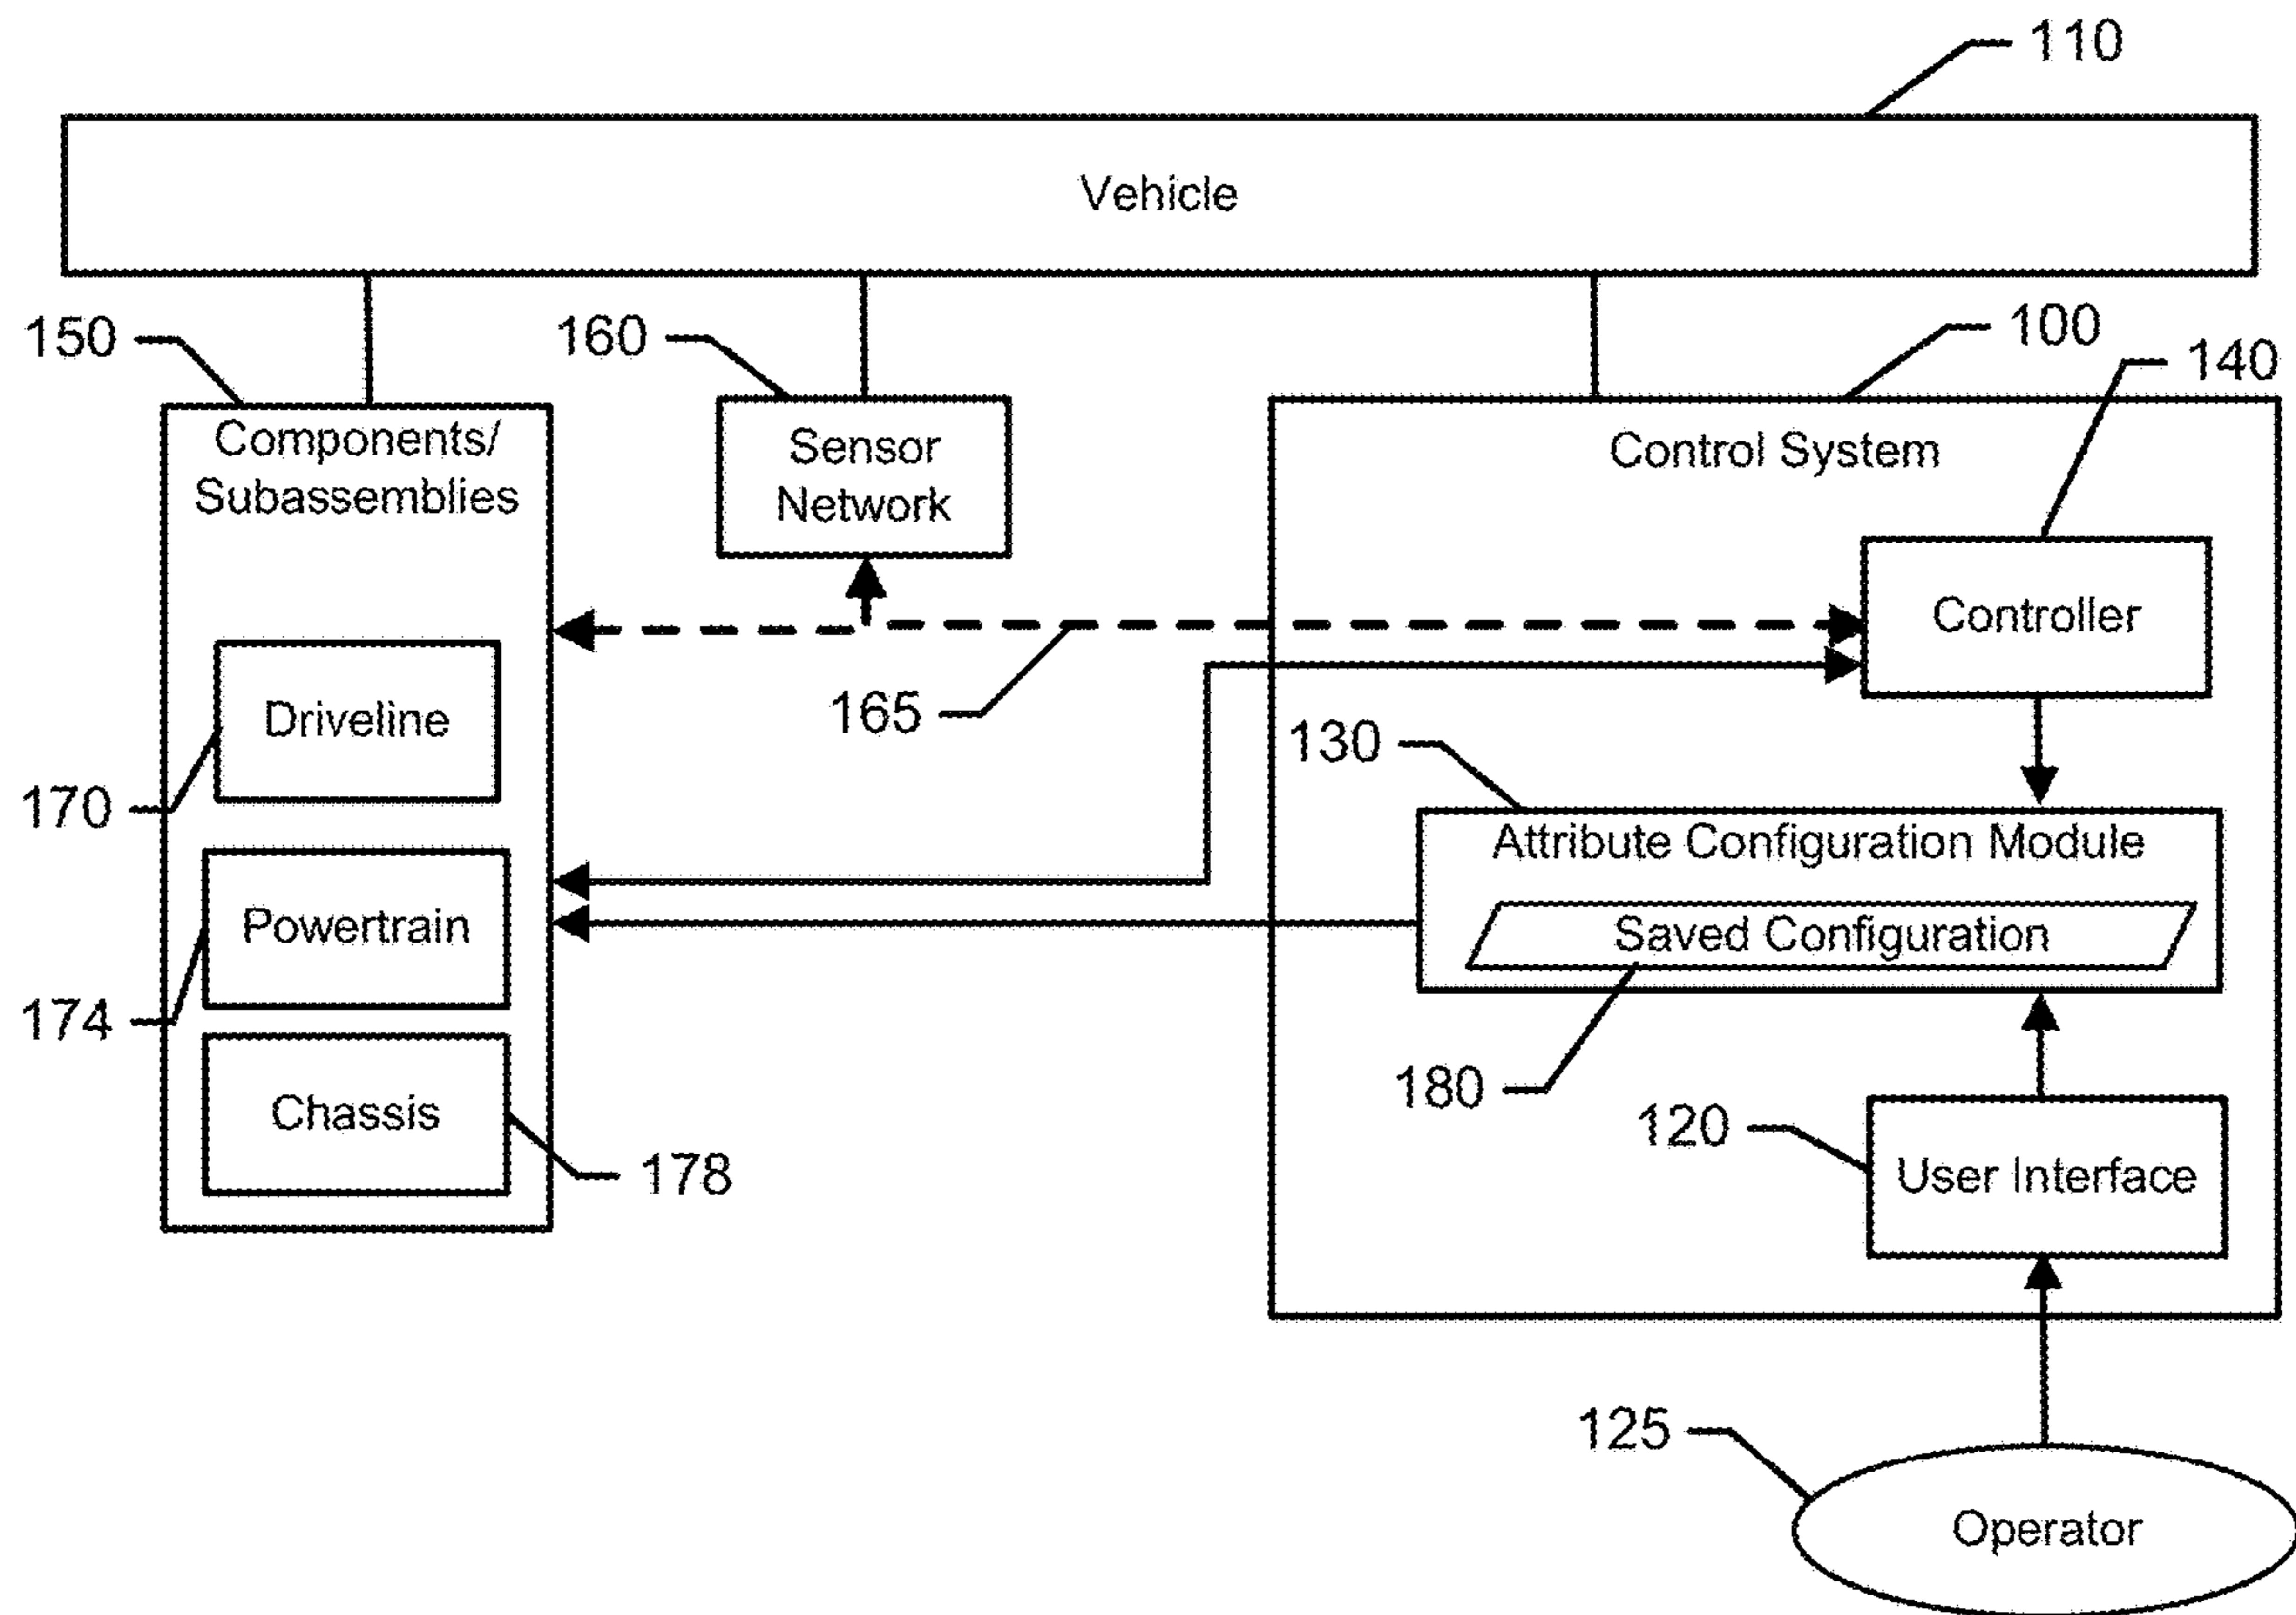 110
Vehicle
150
160
100
140
Components/
Subassemblies
Sensor
Network
Control System
Controller
Driveline
165
130
170
Attribute Configuration Module
Powertrain
Saved Configuration
174
180
Chassis
120
178
User Interface
125
Operator